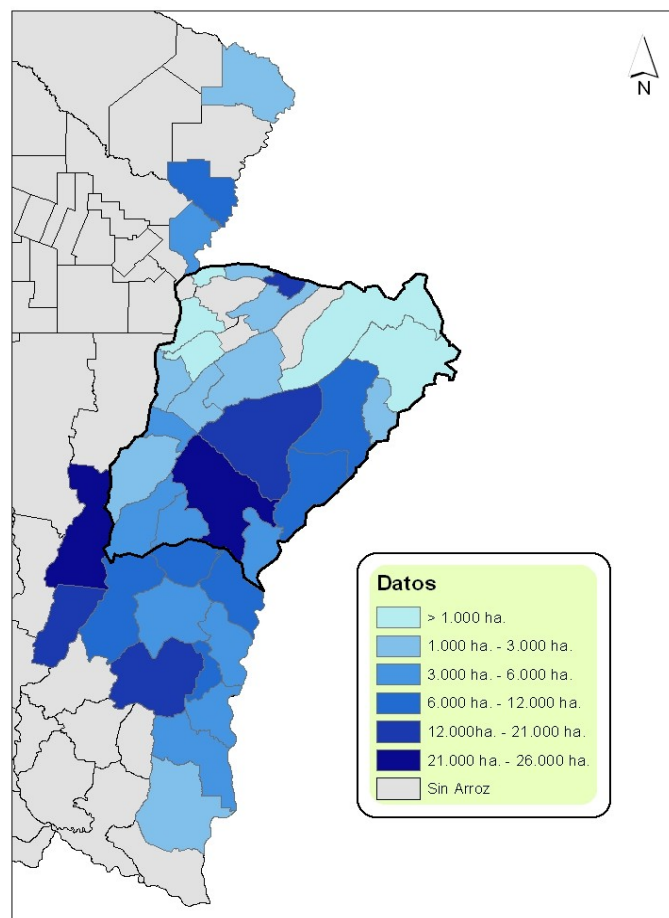 N
Datos
> 1.000 ha.
1.000 ha. - 3.000 ha.
3.000 ha. - 6.000 ha.
6.000 ha. - 12.000 ha.
12.000ha. - 21.000 ha.
21.000 ha. - 26.000 ha.
Sin Arroz